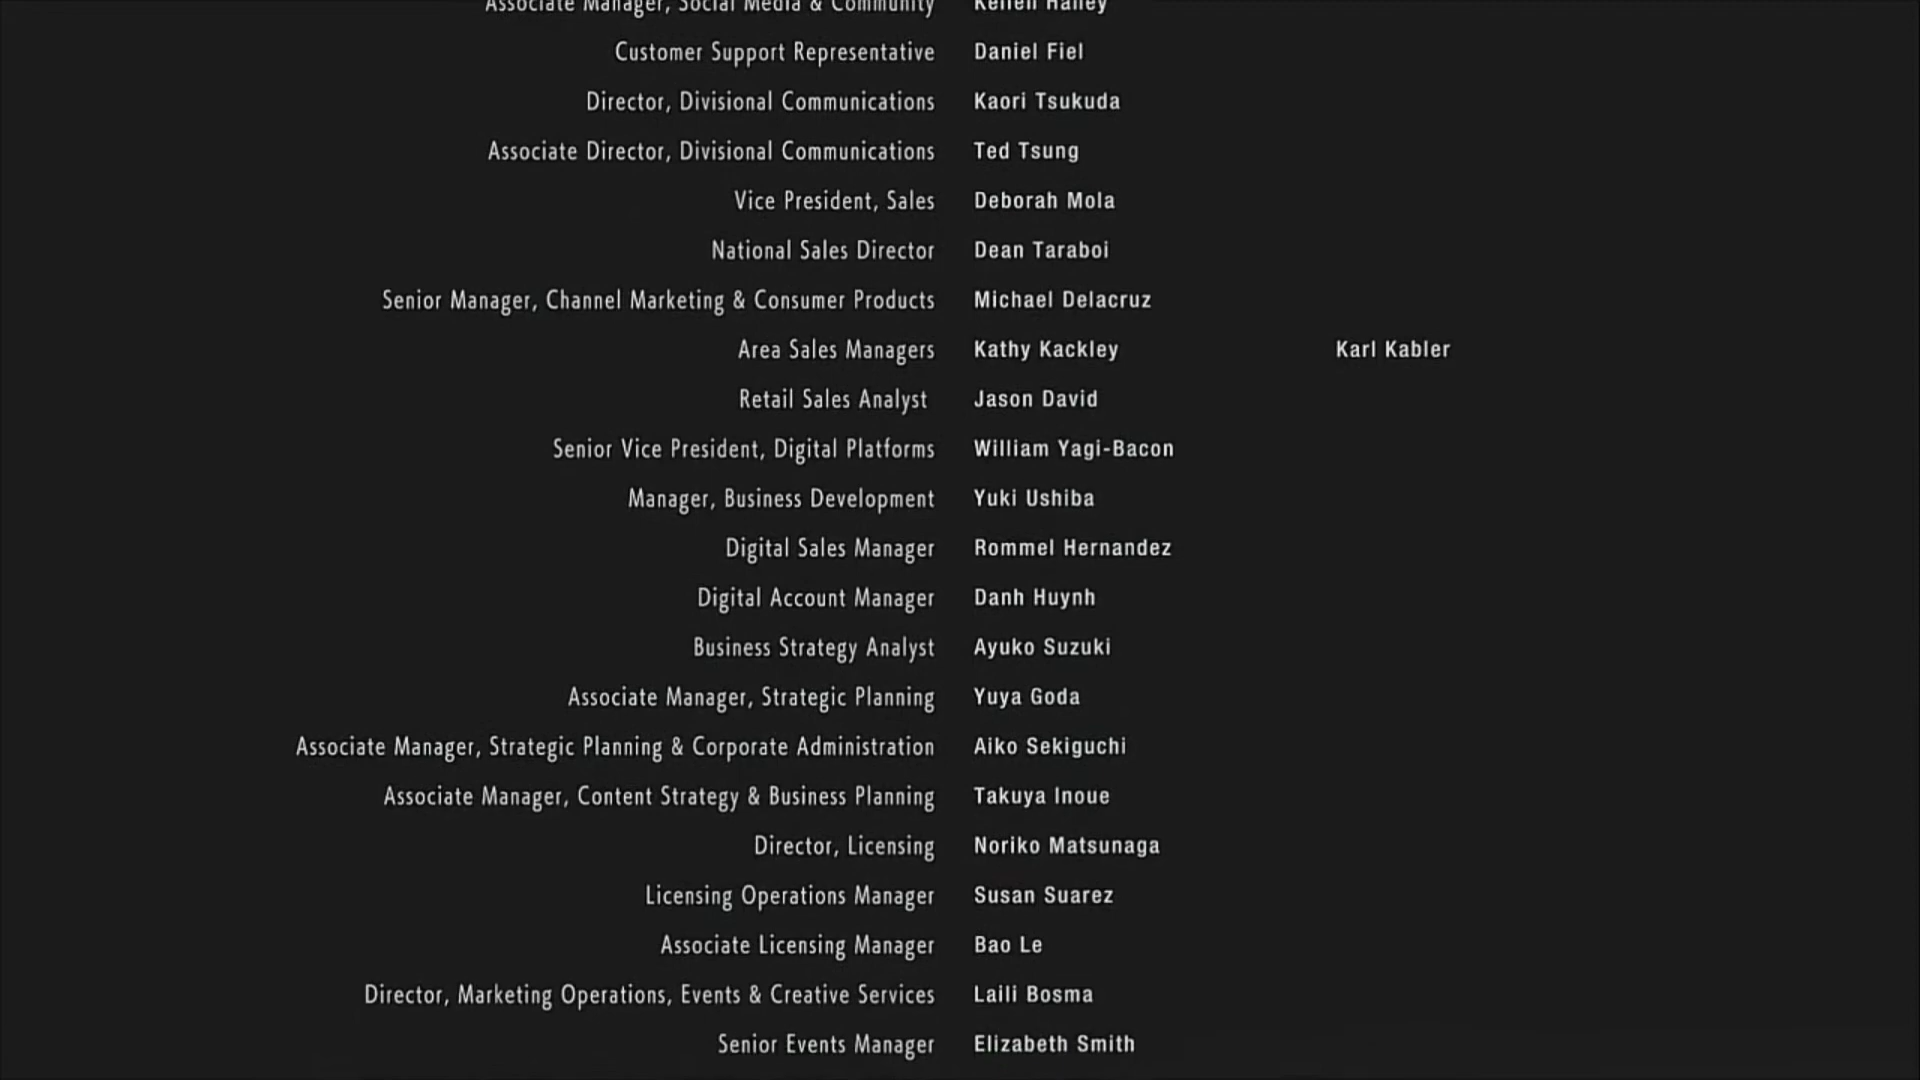 Associate Manager, Social Media & Community
Customer Support Representative Daniel Fiel
Director, Divisional Communications Kaori Tsukuda
Associate Director, Divisional Communications Ted Tsung
Vice President, Sales Deborah Mola
National Sales Director Dean Taraboi
Senior Manager, Channel Marketing & Consumer Products Michael Delacruz
Area Sales Managers Kathy Kackley Karl Kabler
Retail Sales Analyst Jason David
Senior Vice President, Digital Platforms William Yagi-Bacon
Manager, Business Development Yuki Ushiba
Digital Sales Manager Rommel Hernandez
Digital Account Manager Danh Huynh
Business Strategy Analyst Ayuko Suzuki
Associate Manager, Strategic Planning Yuya Goda
Associate Manager, Strategic Planning & Corporate Administration Aiko Sekiguchi
Associate Manager, Content Strategy & Business Planning Takuya Inoue
Director, Licensing Noriko Matsunaga
Licensing Operations Manager Susan Suarez
Associate Licensing Manager Bao Le
Director, Marketing Operations, Events & Creative Services Laili Bosma
Senior Events Manager Elizabeth Smith